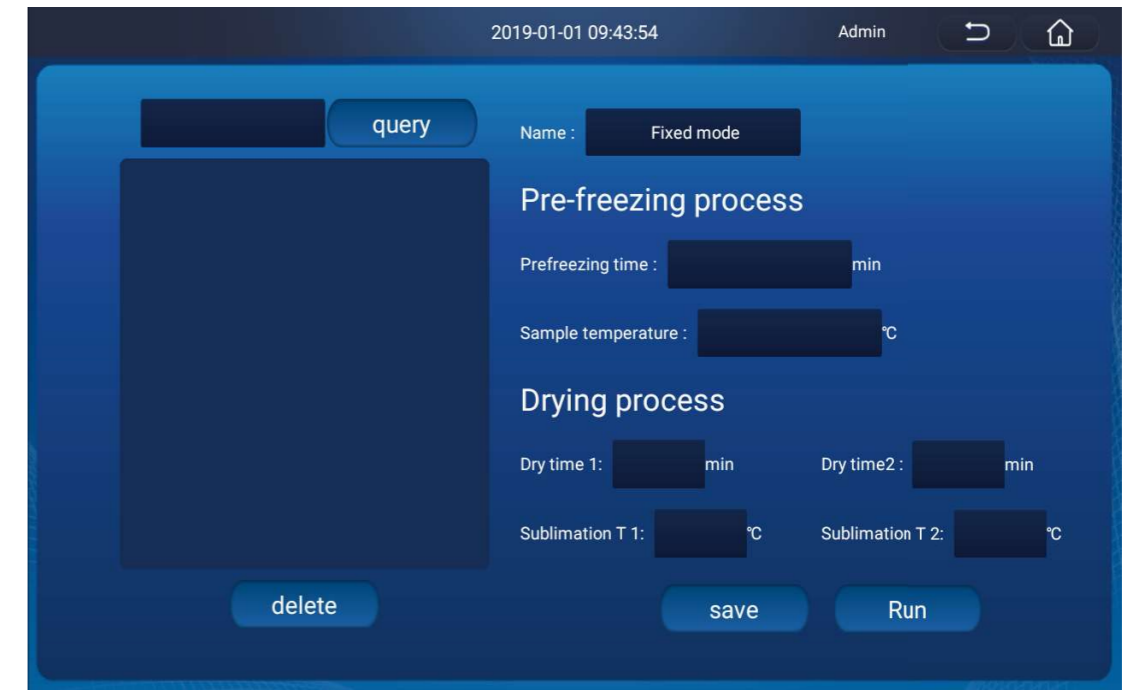 2019-01-01 09:43:54 Admin
query
Name : Fixed mode
Pre-freezing process
Prefreezing time : min
Sample temperature : ℃
Drying process
Dry time 1: min Dry time2 : min
Sublimation T 1: ℃ Sublimation T 2: ℃
delete save Run